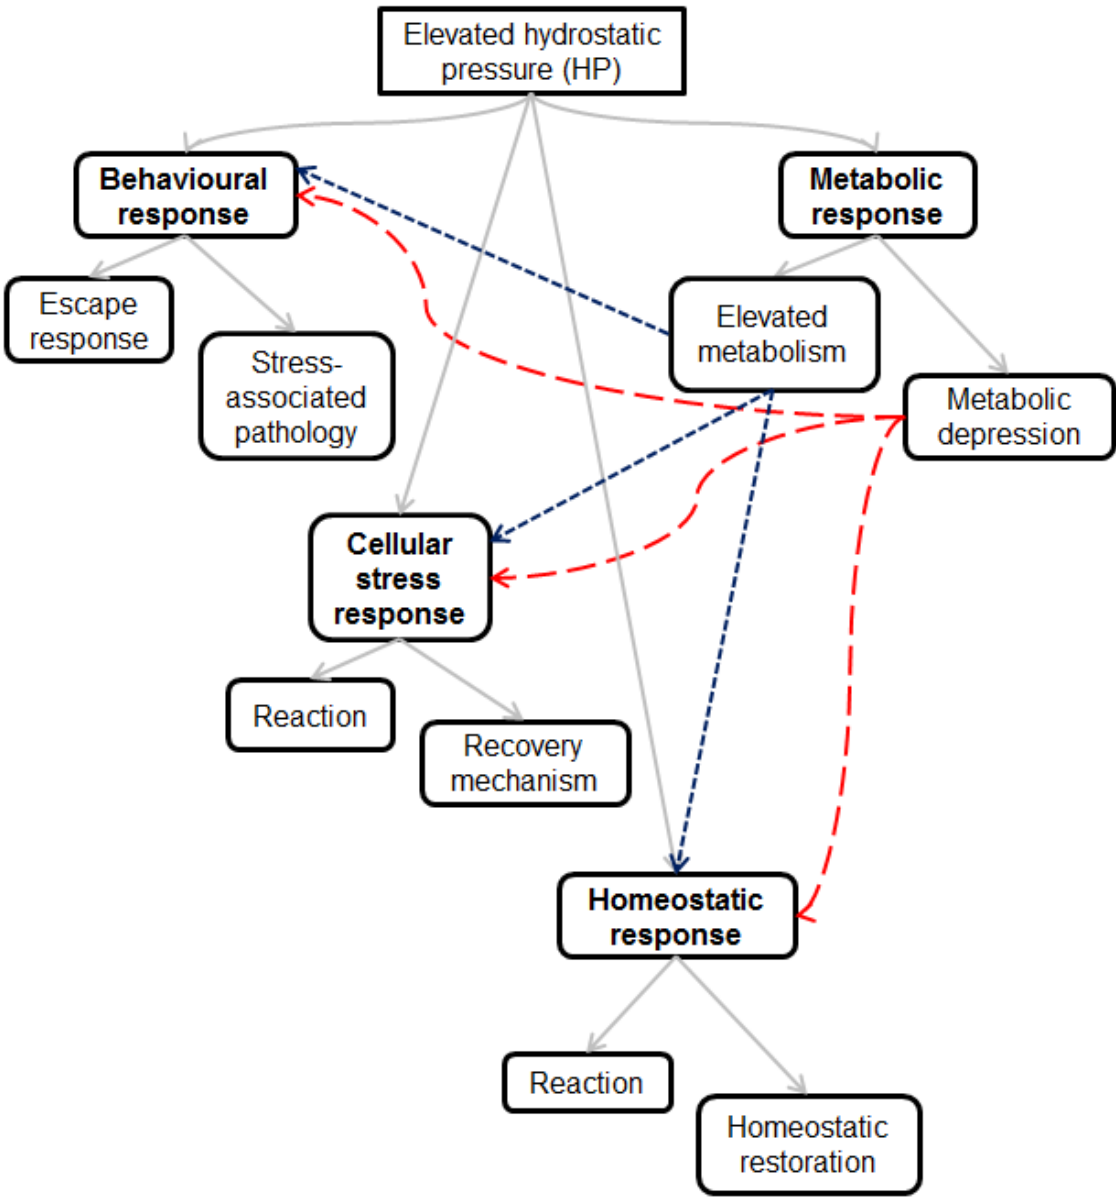 Elevated hydrostatic
pressure (HP)
Behavioural
response
Metabolic
response
Escape
response
Stress-
associated
pathology
Elevated
metabolism
Metabolic
depression
Cellular
stress
response
Reaction
Recovery
mechanism
Homeostatic
response
Reaction
Homeostatic
restoration